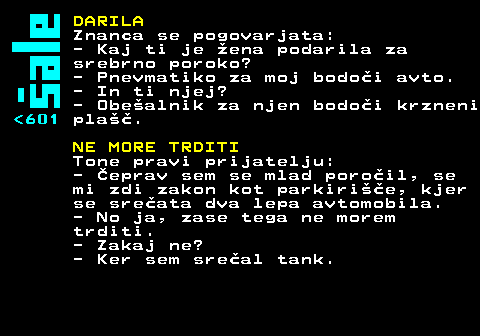 šale
<601
DARILA
Znanca se pogovarjata:
- Kaj ti je žena podarila za
srebrno poroko?
- Pnevmatiko za moj bodoči avto.
- In ti njej?
- Obešalnik za njen bodoči krzneni
plašč.
NE MORE TRDITI
Tone pravi prijatelju:
- Čeprav sem se mlad poročil, se
mi zdi zakon kot parkirišče, kjer
se srečata dva lepa avtomobila.
- No ja, zase tega ne morem
trditi.
- Zakaj ne?
- Ker sem srečal tank.